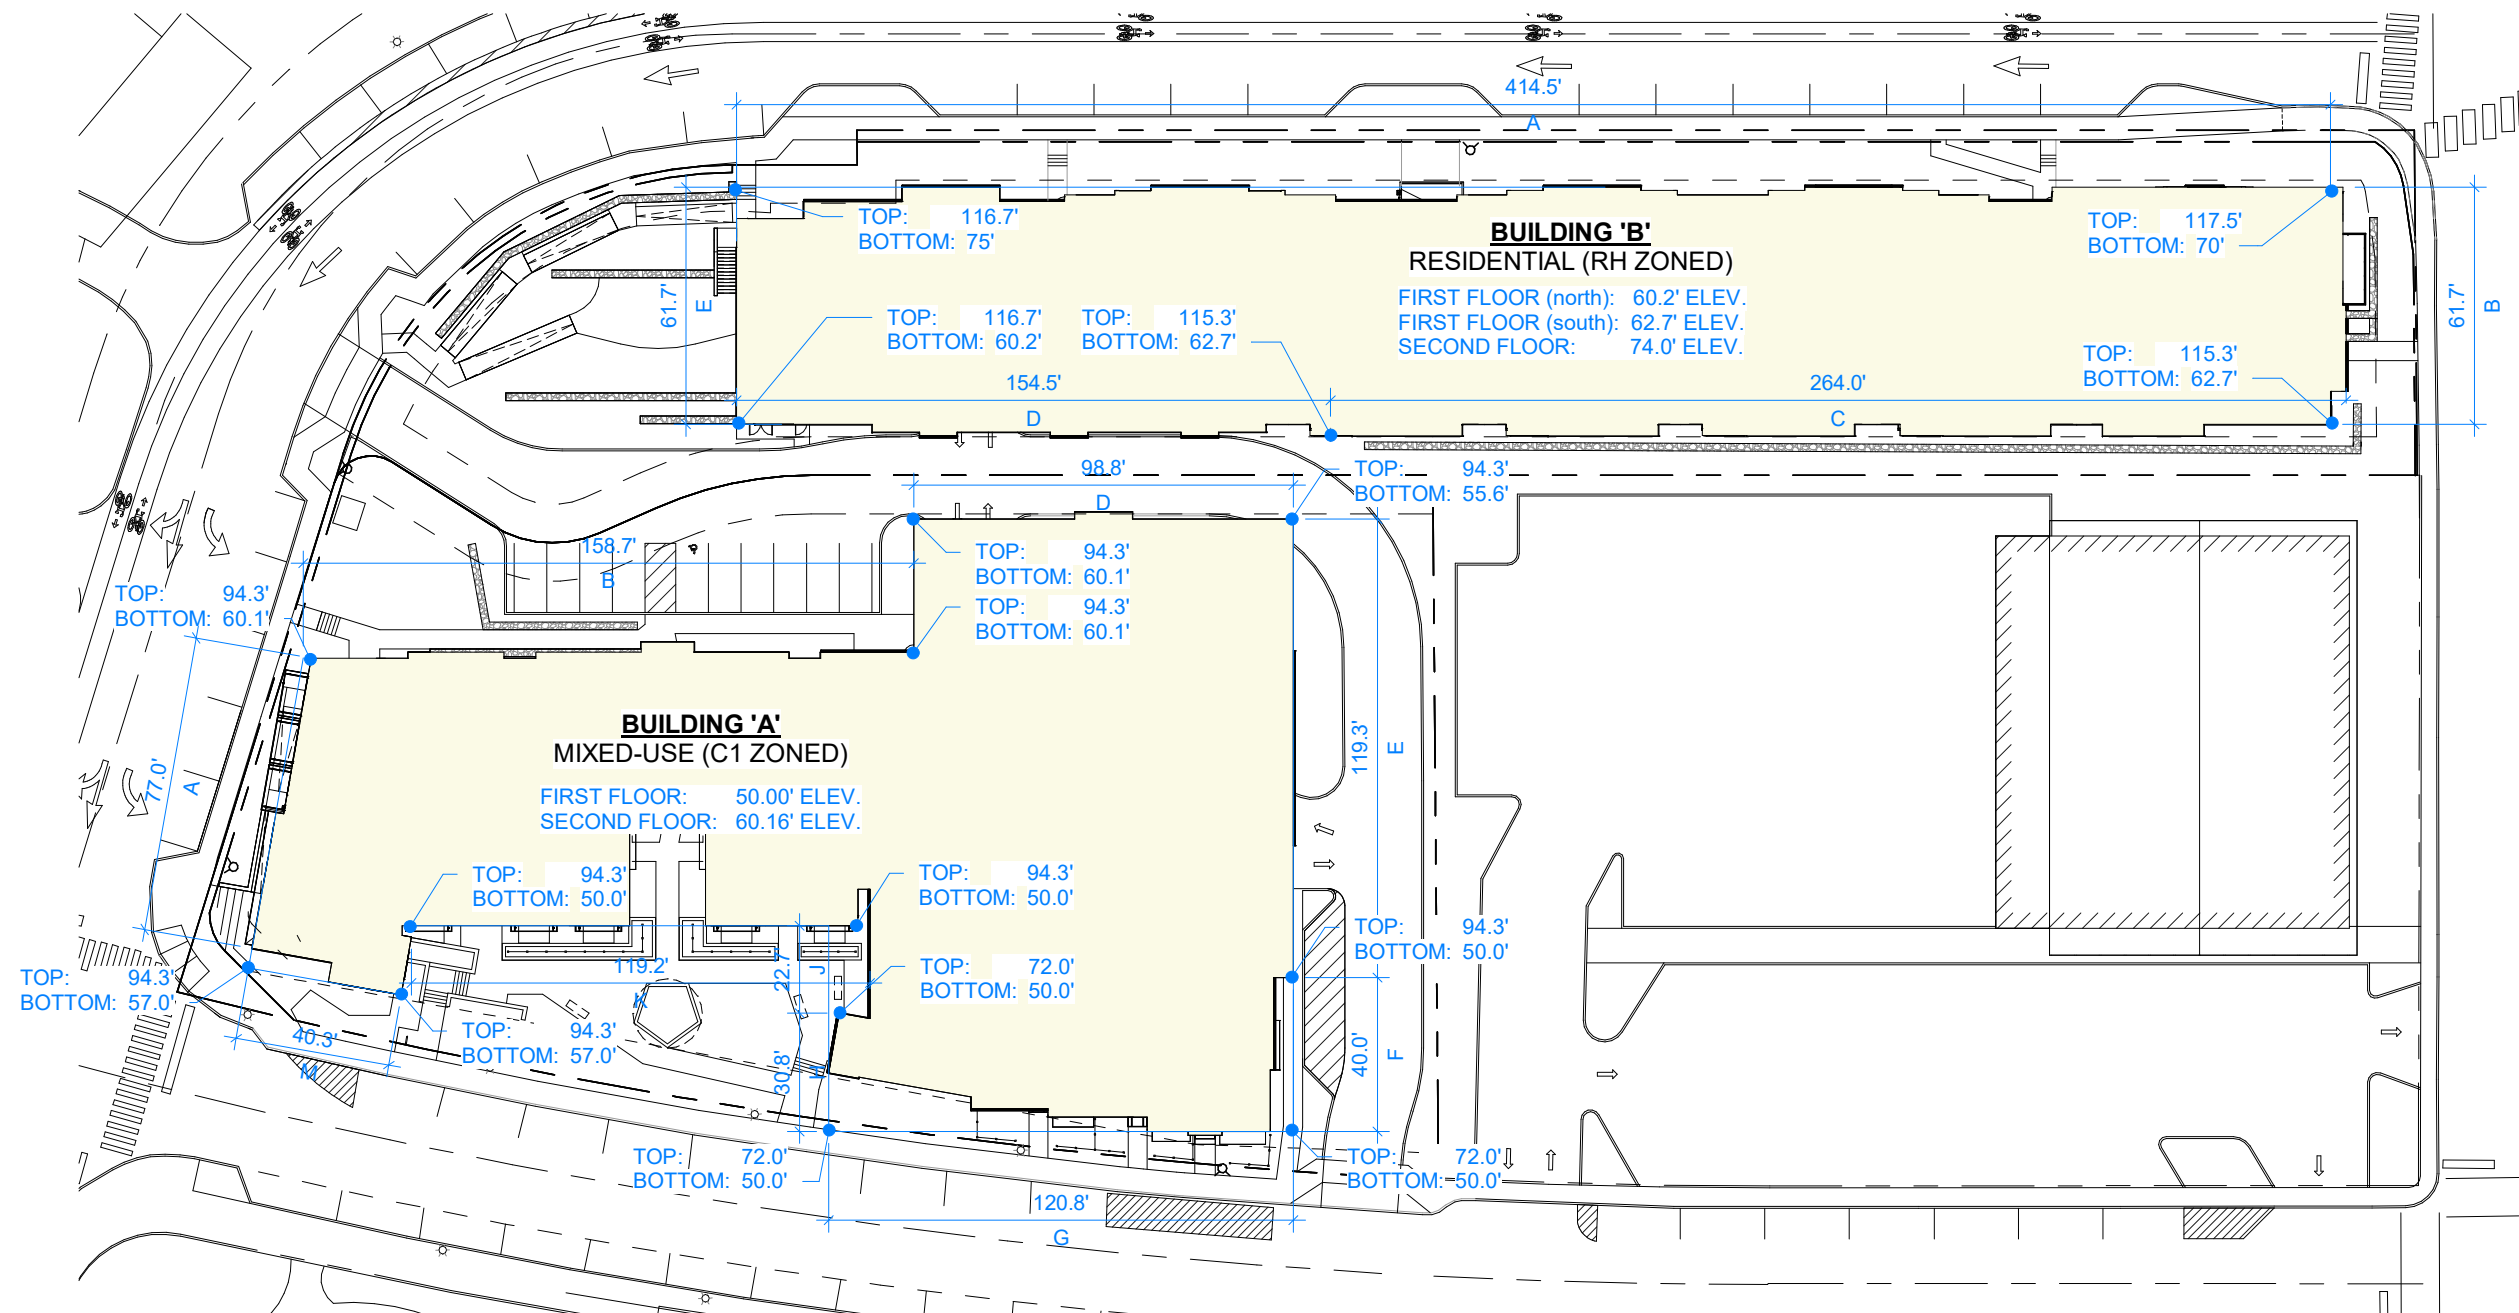 414.5'
A
TOP: 116.7'
BOTTOM: 75'
BUILDING 'B'
RESIDENTIAL (RH ZONED)
FIRST FLOOR (north): 60.2' ELEV.
FIRST FLOOR (south): 62.7' ELEV.
SECOND FLOOR: 74.0' ELEV.
TOP: 117.5'
BOTTOM: 70'
61.7'
E
61.7'
B
TOP: 116.7'
BOTTOM: 60.2'
TOP: 115.3'
BOTTOM: 62.7'
TOP: 115.3'
BOTTOM: 62.7'
154.5'
D
264.0'
C
98.8'
D
TOP: 94.3'
BOTTOM: 55.6'
158.7'
B
TOP: 94.3'
BOTTOM: 60.1'
TOP: 94.3'
BOTTOM: 60.1'
TOP: 94.3'
BOTTOM: 60.1'
BUILDING 'A'
MIXED-USE (C1 ZONED)
FIRST FLOOR: 50.00' ELEV.
SECOND FLOOR: 60.16' ELEV.
77.0'
A
119.3'
E
TOP: 94.3'
BOTTOM: 50.0'
TOP: 94.3'
BOTTOM: 50.0'
TOP: 94.3'
BOTTOM: 50.0'
TOP: 94.3'
BOTTOM: 57.0'
119.2'
K
22.7'
J
TOP: 72.0'
BOTTOM: 50.0'
TOP: 94.3'
BOTTOM: 57.0'
40.3'
M
30.8'
H
40.0'
F
TOP: 72.0'
BOTTOM: 50.0'
TOP: 72.0'
BOTTOM: 50.0'
120.8'
G